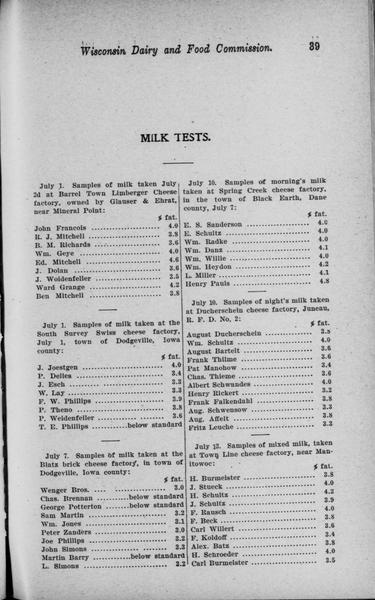 Wisconsin Dairy and Food Commission. 39
MILK TESTS.
July 1. Samples of milk taken July
2d at Barrel Town Limberger Cheese
factory, owned by Glauser & Ehrat,
near Mineral Point:
% fat.
John Francois 4.0
R. J. Mitchell 3.8
R. M. Richards 3.6
Wm. Geye 4.0
Ed. Mitchell 4.6
J. Dolan 3.6
J. Weidenfeller 3.5
Ward Grange 4.2
Ben Mitchell 3.8
July 1. Samples of milk taken at the
South Survey Swiss cheese factory,
July 1, town of Dodgeville, Iowa
county:
% fat.
J. Joestgen 4.0
P. Delles 3.4
J. Esch 3.3
W. Lay 3.3
F. W. Phillips 3.9
P. Theno 3.8
P. Weidenfeller 3.6
T. E. Phillips below standard
July 7. Samples of milk taken at the
Blatz brick cheese factory, in town of
Dodgeville, Iowa county:
% fat.
Wenger Bros. 3.0
Chas. Brennan below standard
George Potterton below standard
Sam Martin 3.2
Wm. Jones 3.1
Peter Zanders 3.0
Joe Phillips 3.2
John Simons 3.3
Martin Barry below standard
L. Simons 3.2
July 10. Samples of morning's milk
taken at Spring Creek cheese factory,
in the town of Black Earth, Dane
county, July 7:
% fat.
E. S. Sanderson 4.0
E. Schultz 4.0
Wm. Radke 4.0
Wm. Danz 4.1
Wm. Willie 4.0
Wm. Heydon 4.2
L. Miller 4.1
Henry Pauls 4.8
July 10. Samples of night's milk taken
at Ducherschein cheese factory, Juneau,
R. F. D. No. 2:
% fat.
August Ducherschein 3.8
Wm. Schultz 4.0
August Bartelt 3.6
Frank Thilme 3.6
Pat Manahow 3.4
Chas. Thieme 3.6
Albert Schwandes 4.0
Henry Rickert 3.2
Frank Falkendahl 3.8
Aug. Schwensow 3.3
Aug. Affelt 3.8
Fritz Leuche 3.3
July 13. Samples of mixed milk, taken
at Town Line cheese factory, near Man-
itowoc:
% fat.
H. Burmeister 3.8
J. Stueck 4.0
H. Schultz 4.2
J. Schultz 3.9
F. Rausch 4.0
F. Beck 3.8
Carl Willert 3.6
F. Koldoff 3.4
Alex. Batz 3.8
H. Schroeder 4.0
Carl Burmeister 3.5